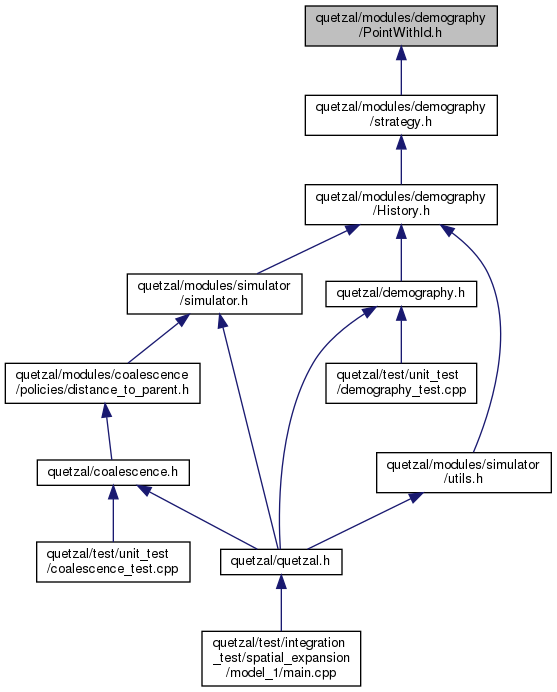 quetzal/modules/demography
/PointWithId.h
quetzal/modules/demography
/strategy.h
quetzal/modules/demography
/History.h
quetzal/modules/simulator
/simulator.h
quetzal/demography.h
quetzal/modules/coalescence
/policies/distance_to_parent.h
quetzal/test/unit_test
/demography_test.cpp
quetzal/coalescence.h
quetzal/modules/simulator
/utils.h
quetzal/test/unit_test
/coalescence_test.cpp
quetzal/quetzal.h
quetzal/test/integration
_test/spatial_expansion
/model_1/main.cpp